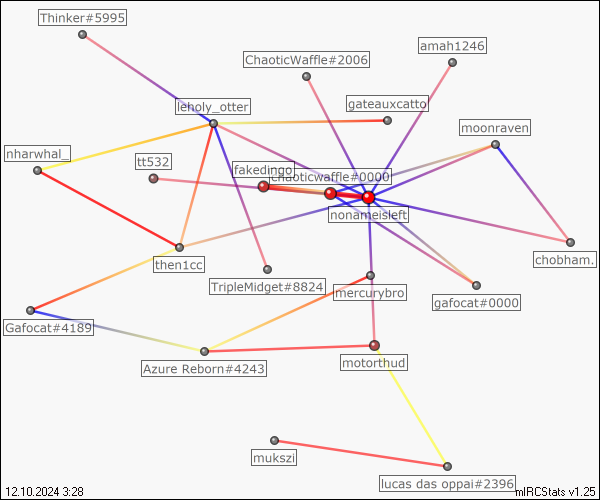 Thinker#5995
amah1246
ChaoticWaffle#2006
leholy_otter
gateauxcatto
moonraven
nharwhal_
tt532
fakedingo
chaoticwaffle#0000
nonameisleft
then1cc
chobham.
TripleMidget#8824
mercurybro
gafocat#0000
Gafocat#4189
Azure Reborn#4243
motorthud
mukszi
lucas das oppai#2396
12.10.2024 3:28
mIRCStats v1.25